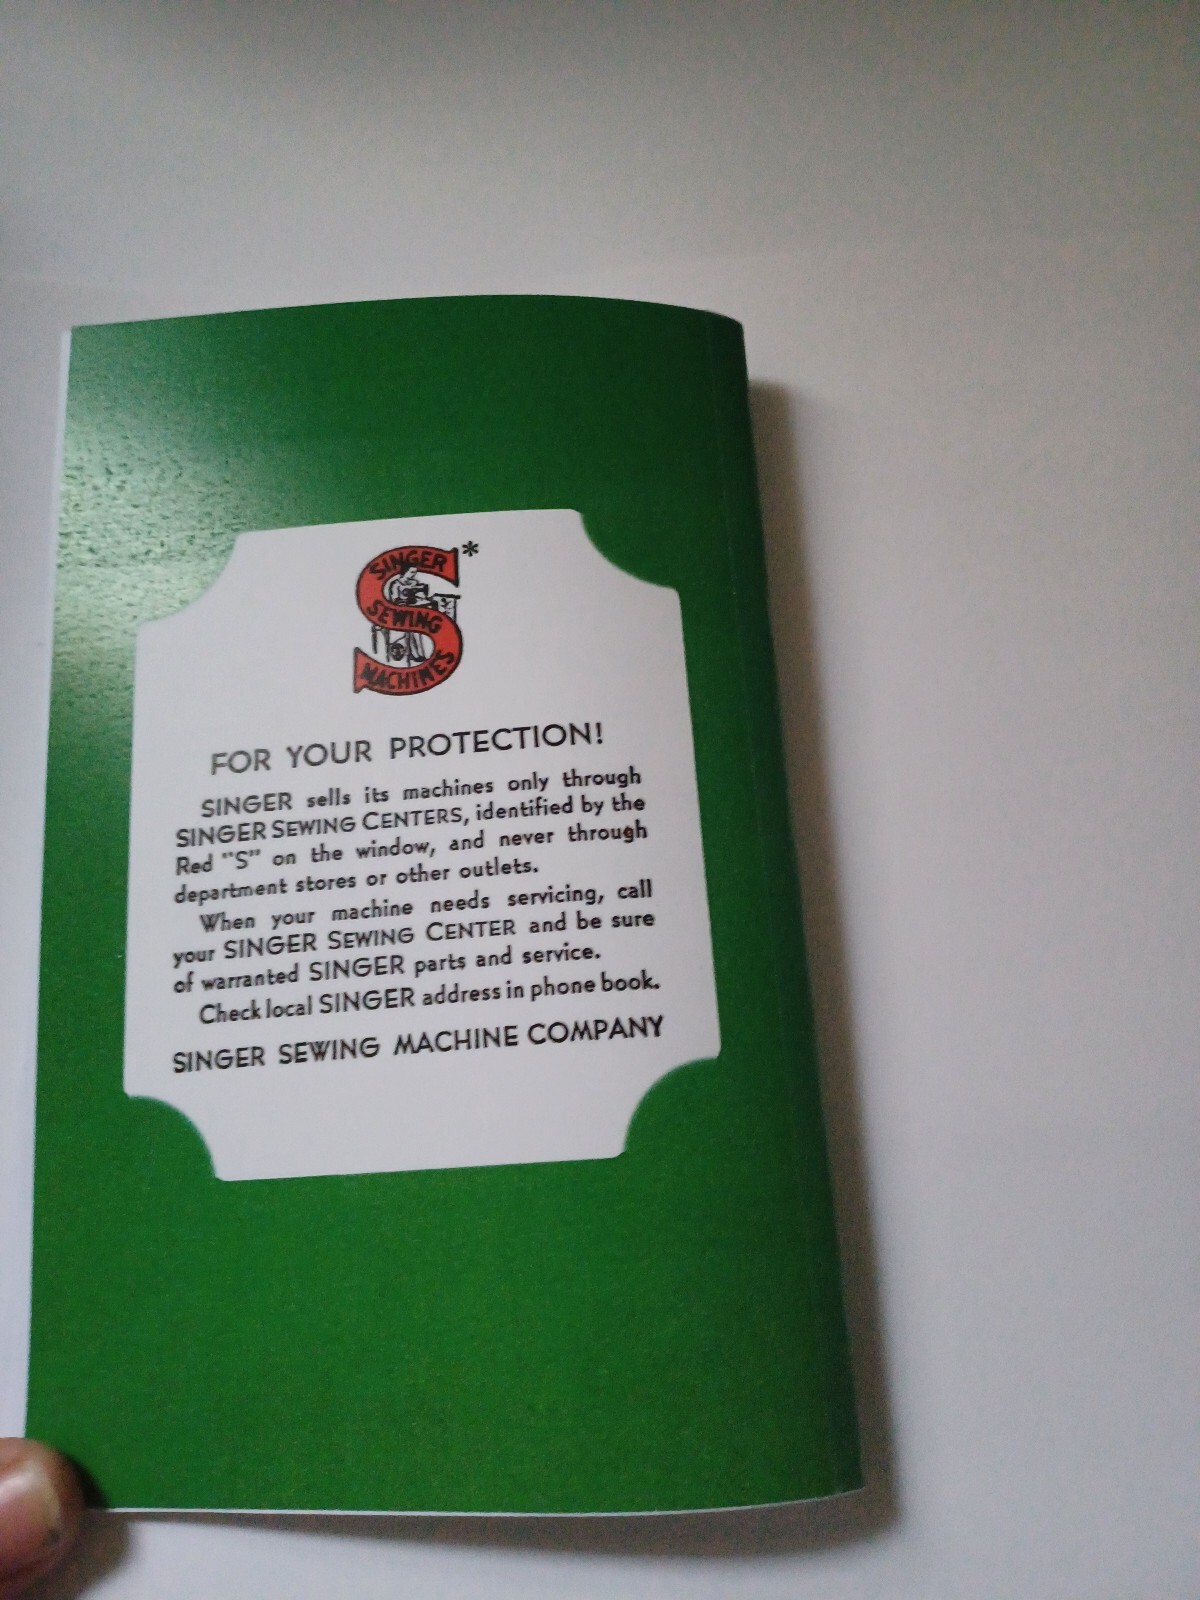 SINGER
SEWING
MACHINES
*
FOR YOUR PROTECTION!
SINGER sells its machines only through
SINGER SEWING CENTERS, identified by the
Red "S" on the window, and never through
department stores or other outlets.
When your machine needs servicing, call
your SINGER SEWING CENTER and be sure
of warranted SINGER parts and service.
Check local SINGER address in phone book.
SINGER SEWING MACHINE COMPANY